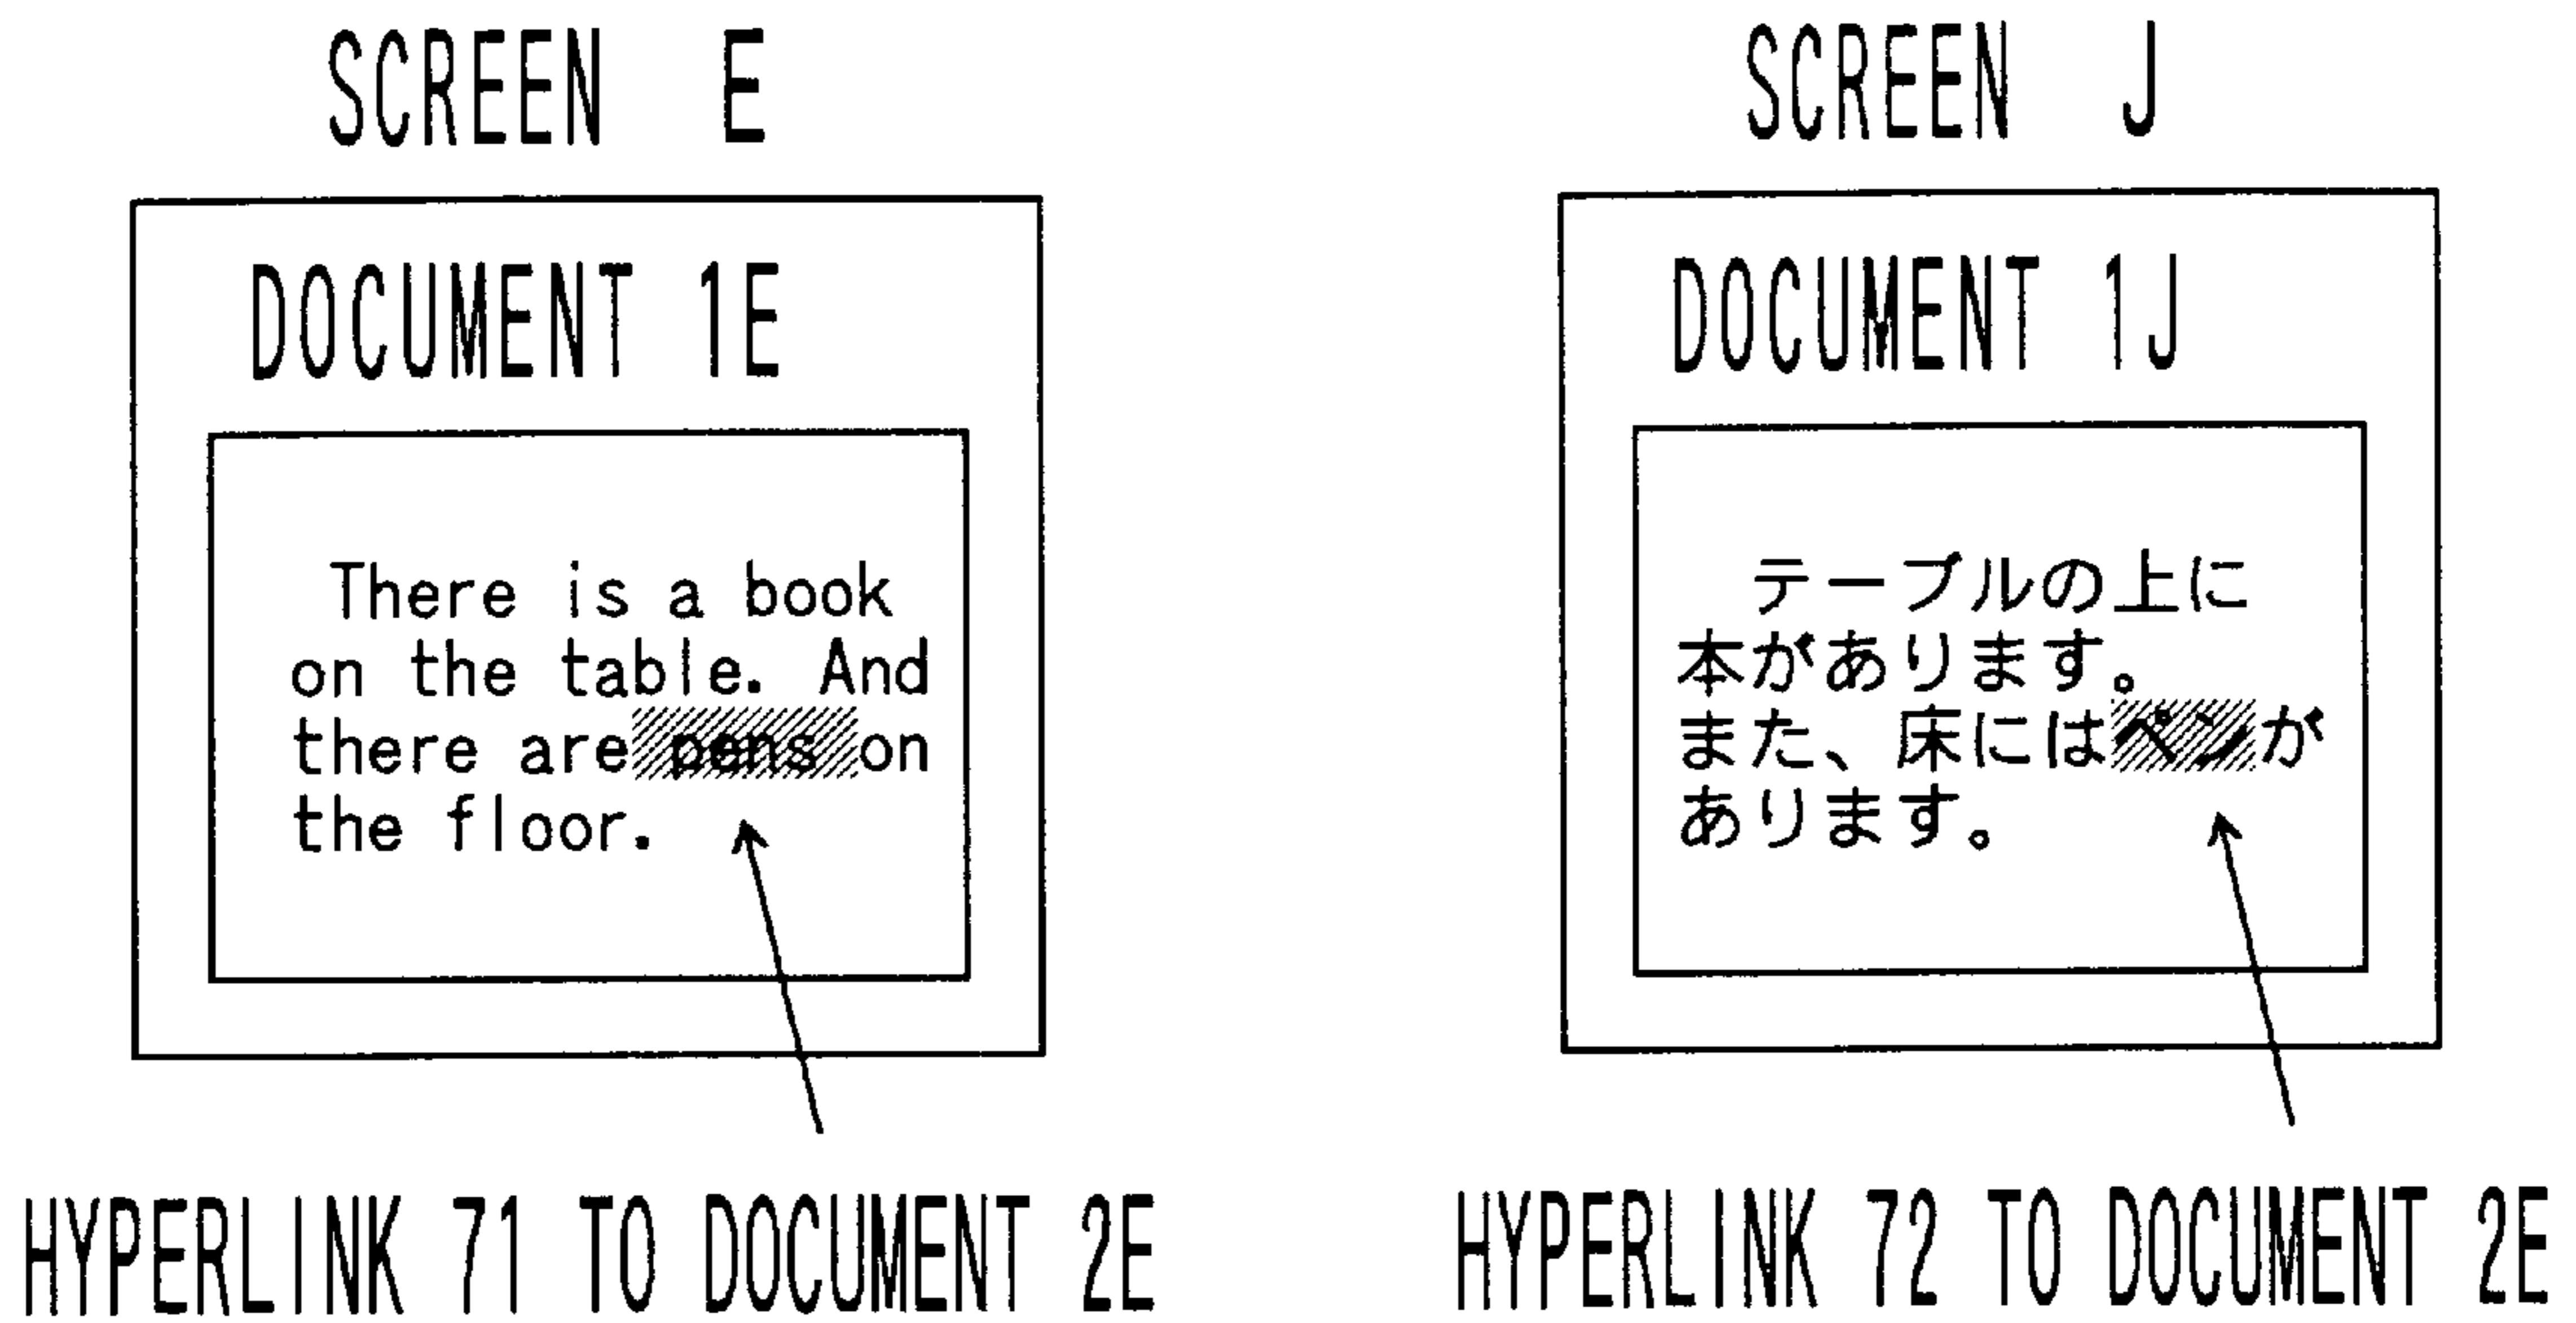 SCREEN E
DOCUMENT 1E
There is a book
on the table. And
there are pens on
the floor.
HYPERLINK 71 TO DOCUMENT 2E
SCREEN J
DOCUMENT 1J
テーブルの上に
本があります。
また、床にはペンが
あります。
HYPERLINK 72 TO DOCUMENT 2E